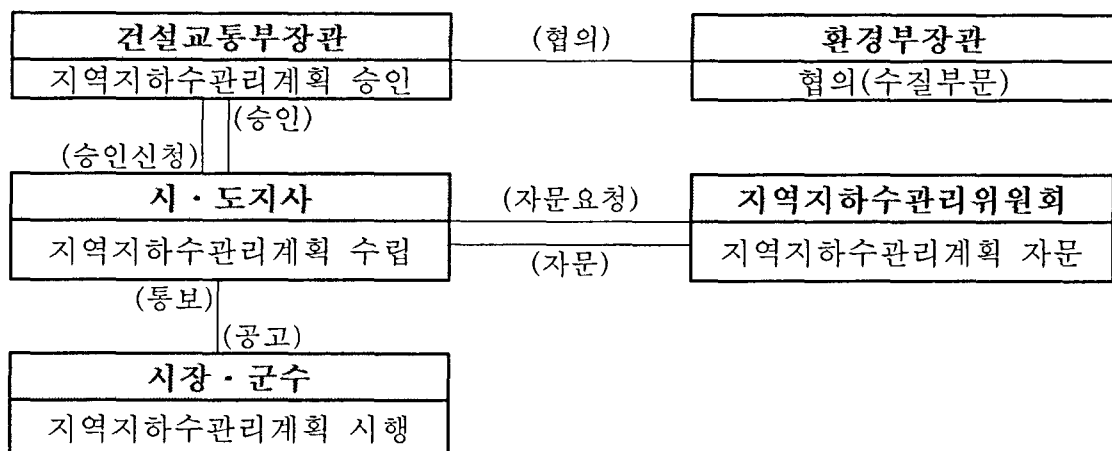 건설교통부장관 (협의) 환경부장관
지역지하수관리계획 승인 협의(수질부문)
(승인)
(승인신청)
시·도지사 (자문요청) 지역지하수관리위원회
지역지하수관리계획 수립 (자문) 지역지하수관리계획 자문
(통보)
(공고)
시장·군수
지역지하수관리계획 시행